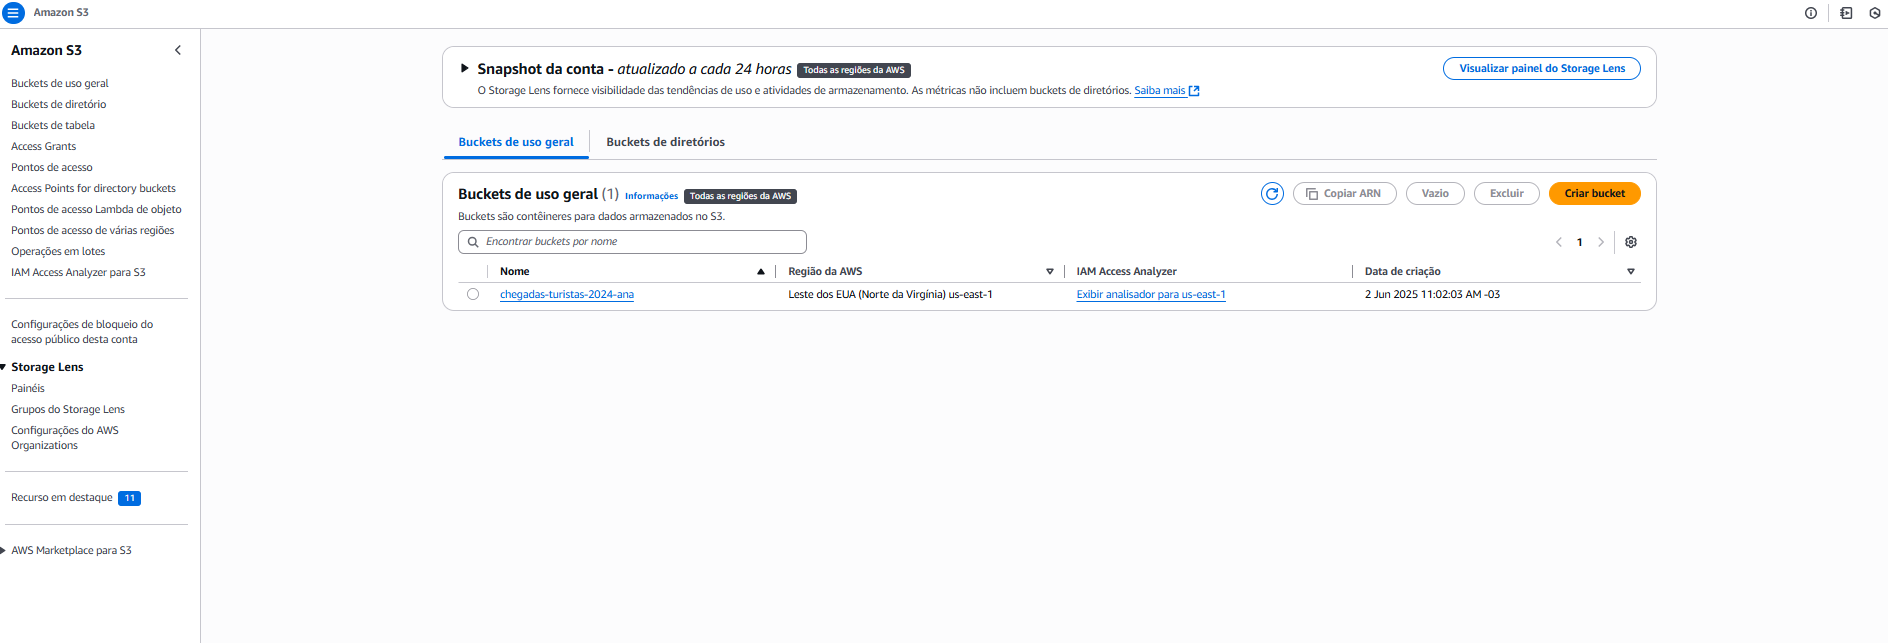 Amazon S3
Amazon S3
Buckets de uso geral
Buckets de diretório
Buckets de tabela
Access Grants
Pontos de acesso
Access Points for directory buckets
Pontos de acesso Lambda de objeto
Pontos de acesso de várias regiões
Operações em lotes
IAM Access Analyzer para S3
Configurações de bloqueio do
acesso público desta conta
Storage Lens
Painéis
Grupos do Storage Lens
Configurações do AWS
Organizations
Recurso em destaque 11
AWS Marketplace para S3
Snapshot da conta - atualizado a cada 24 horas Todas as regiões da AWS
Visualizar painel do Storage Lens
O Storage Lens fornece visibilidade das tendências de uso e atividades de armazenamento. As métricas não incluem buckets de diretórios. Saiba mais
Buckets de uso geral Buckets de diretórios
Buckets de uso geral (1) Informações Todas as regiões da AWS
Copiar ARN Vazio Excluir Criar bucket
Buckets são contêineres para dados armazenados no S3.
Encontrar buckets por nome
1
Nome Região da AWS IAM Access Analyzer Data de criação
chegadas-turistas-2024-ana Leste dos EUA (Norte da Virgínia) us-east-1 Exibir analisador para us-east-1 2 Jun 2025 11:02:03 AM -03